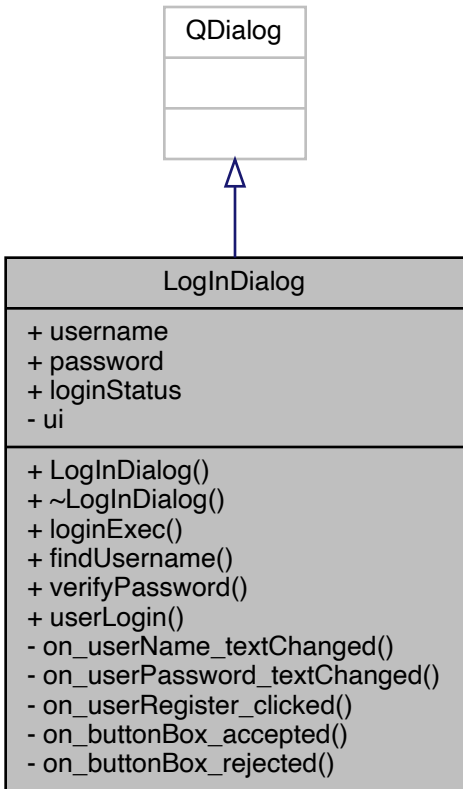 QDialog
LogInDialog
+ username
+ password
+ loginStatus
- ui
+ LogInDialog()
+ ~LogInDialog()
+ loginExec()
+ findUsername()
+ verifyPassword()
+ userLogin()
- on_userName_textChanged()
- on_userPassword_textChanged()
- on_userRegister_clicked()
- on_buttonBox_accepted()
- on_buttonBox_rejected()